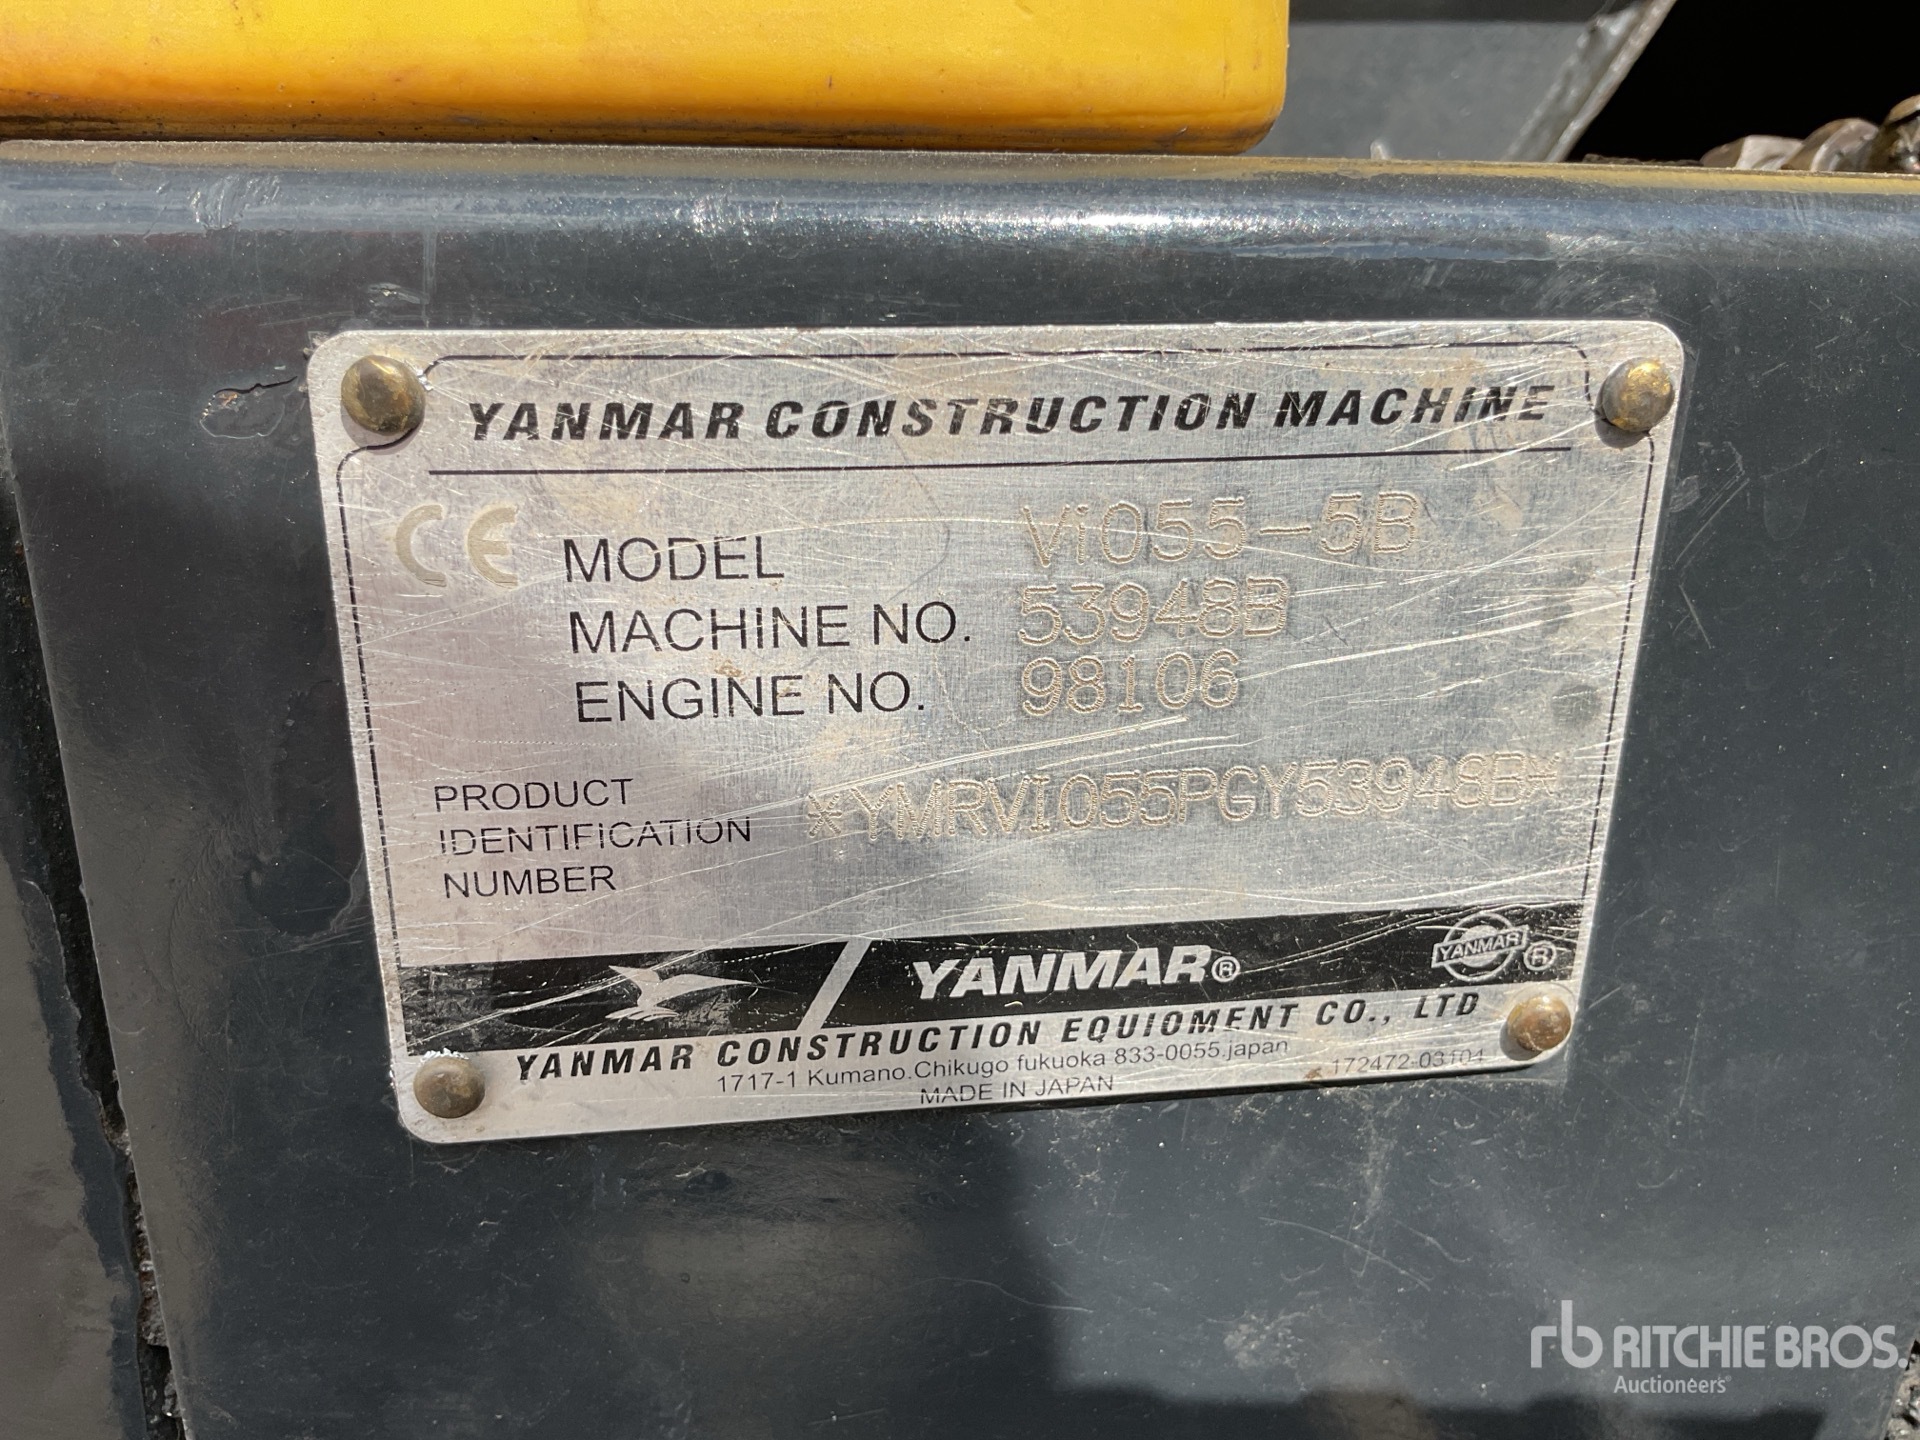 YANMAR CONSTRUCTION MACHINE
CE MODEL Vi055-5B
MACHINE NO. 53948B
ENGINE NO. 98106
PRODUCT
IDENTIFICATION
NUMBER
*YMRVI055PGY53948B*
YANMAR®
YANMAR ®
YANMAR CONSTRUCTION EQUIOMENT CO., LTD
1717-1 Kumano.Chikugo fukuoka 833-0055.japan
172472-03104
MADE IN JAPAN
rb RITCHIE BROS.
Auctioneers